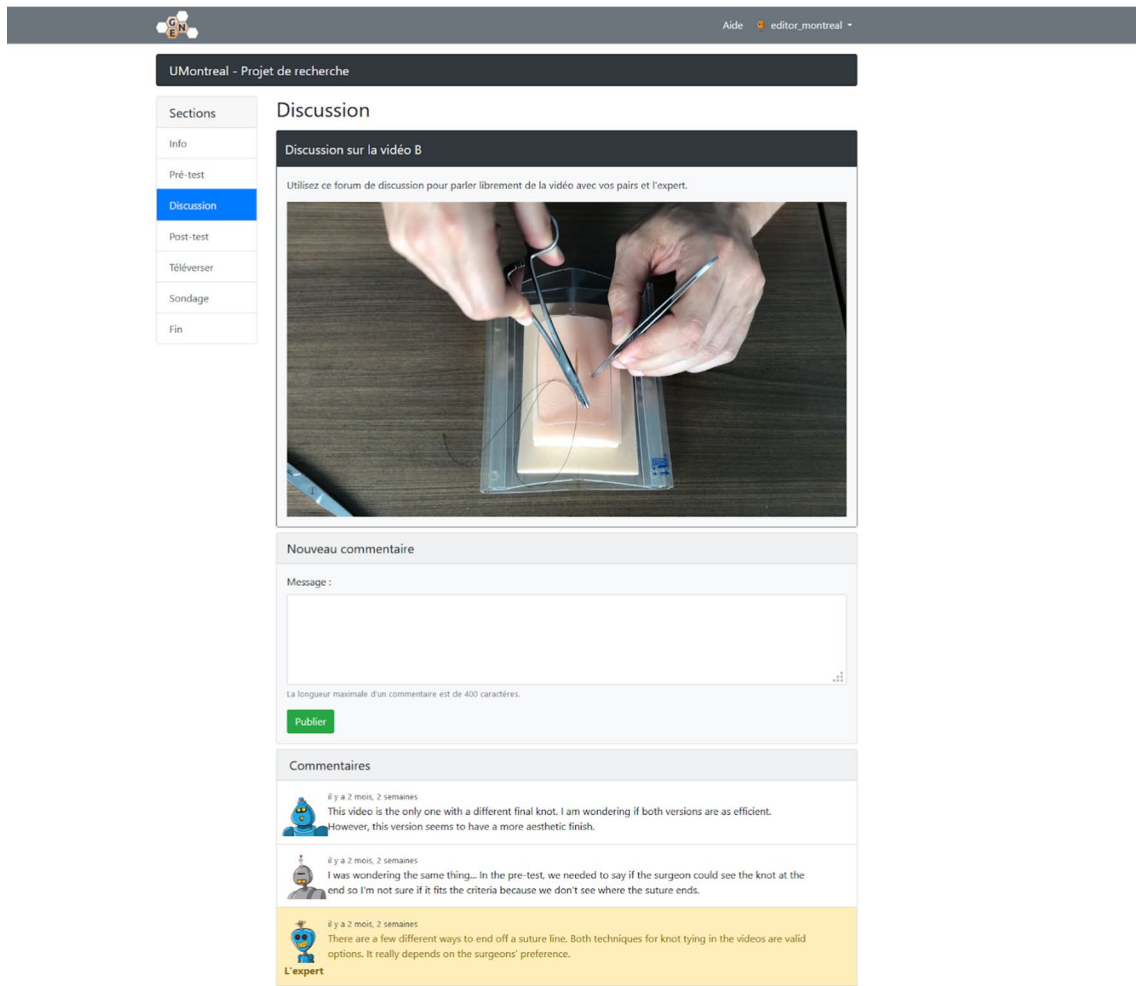 GEN
Aide editor_montreal
UMontreal - Projet de recherche
Sections
Info
Pré-test
Discussion
Post-test
Téléverser
Sondage
Fin
Discussion
Discussion sur la vidéo B
Utilisez ce forum de discussion pour parler librement de la vidéo avec vos pairs et l'expert.
Nouveau commentaire
Message :
La longueur maximale d'un commentaire est de 400 caractères.
Publier
Commentaires
il y a 2 mois, 2 semaines
This video is the only one with a different final knot. I am wondering if both versions are as efficient.
However, this version seems to have a more aesthetic finish.
il y a 2 mois, 2 semaines
I was wondering the same thing... In the pre-test, we needed to say if the surgeon could see the knot at the
end so I'm not sure if it fits the criteria because we don't see where the suture ends.
il y a 2 mois, 2 semaines
There are a few different ways to end off a suture line. Both techniques for knot tying in the videos are valid
options. It really depends on the surgeons' preference.
L'expert